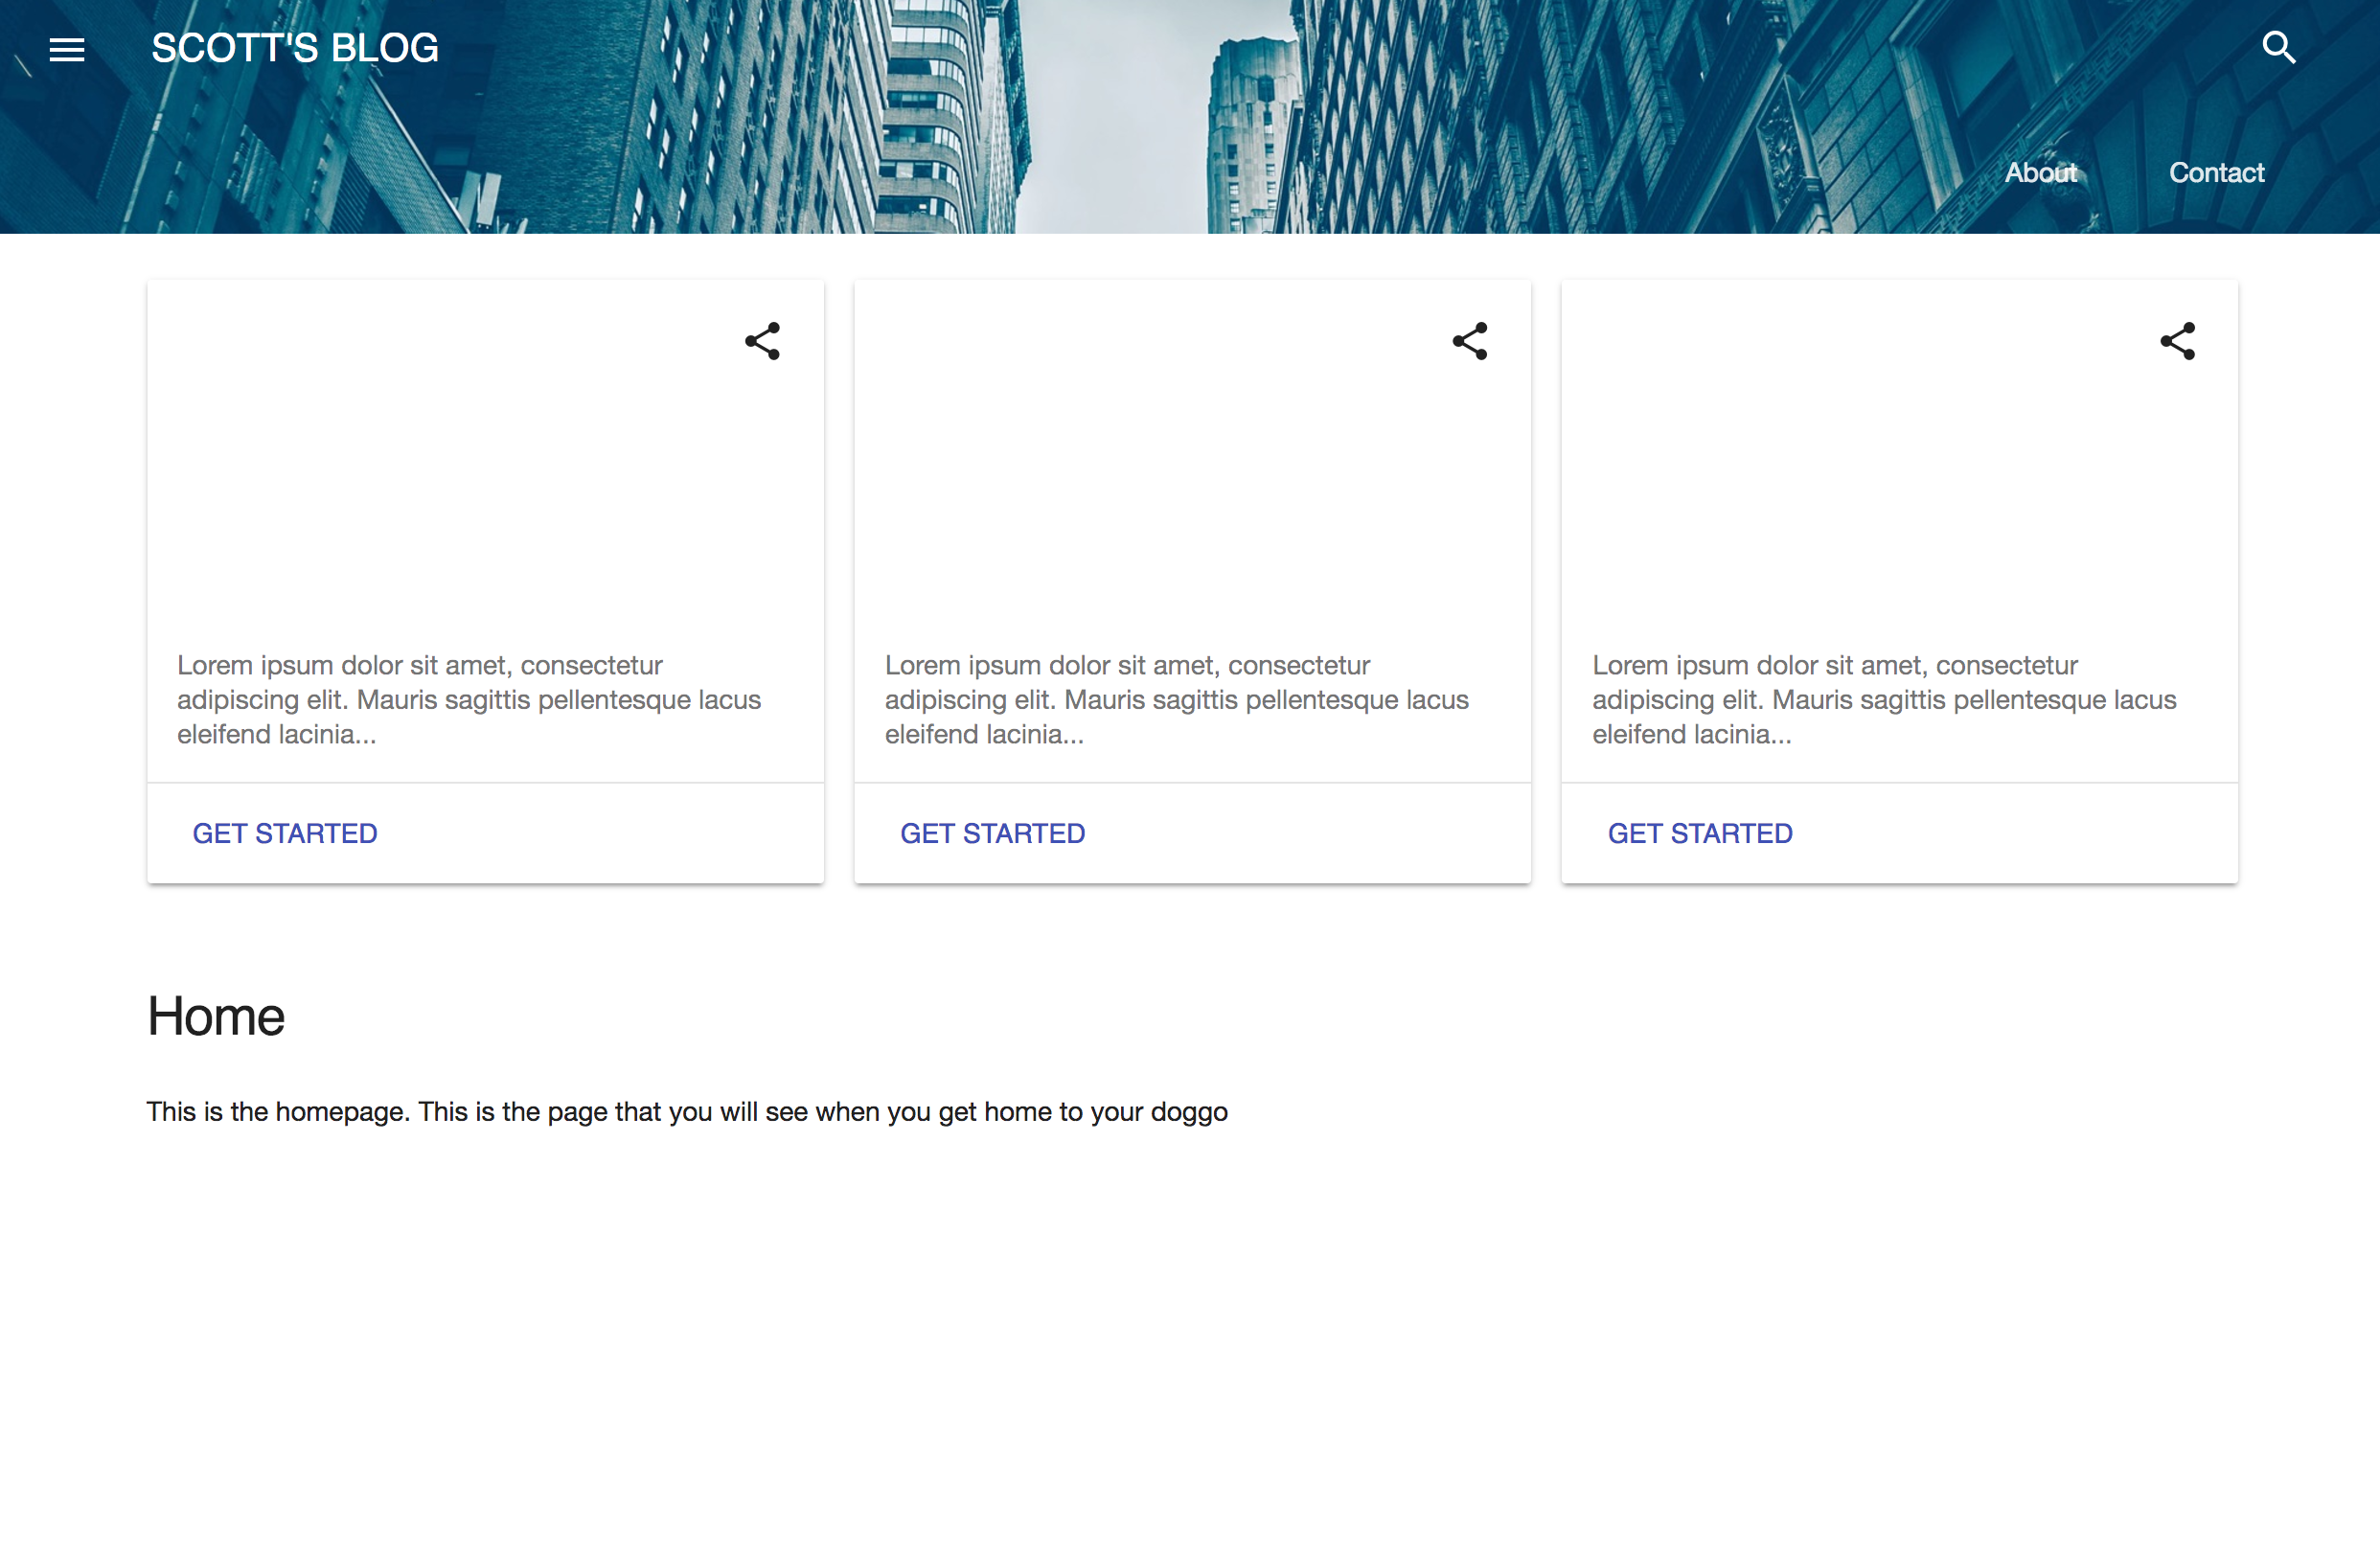 SCOTT'S BLOG
About
Contact
Lorem ipsum dolor sit amet, consectetur
adipiscing elit. Mauris sagittis pellentesque lacus
eleifend lacinia...
GET STARTED
Lorem ipsum dolor sit amet, consectetur
adipiscing elit. Mauris sagittis pellentesque lacus
eleifend lacinia...
GET STARTED
Lorem ipsum dolor sit amet, consectetur
adipiscing elit. Mauris sagittis pellentesque lacus
eleifend lacinia...
GET STARTED
Home
This is the homepage. This is the page that you will see when you get home to your doggo